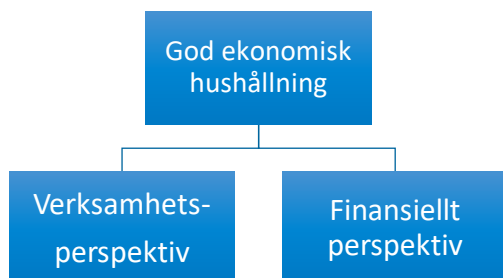 God ekonomisk
hushållning
Verksamhets-
perspektiv
Finansiellt
perspektiv